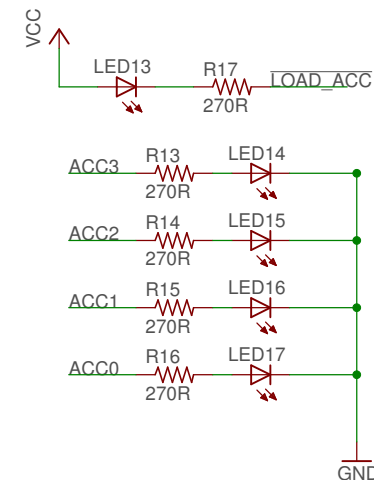 VCC
LED13
R17
LOAD_ACC
270R
ACC3
R13
LED14
270R
ACC2
R14
LED15
270R
ACC1
R15
LED16
270R
ACC0
R16
LED17
270R
GND